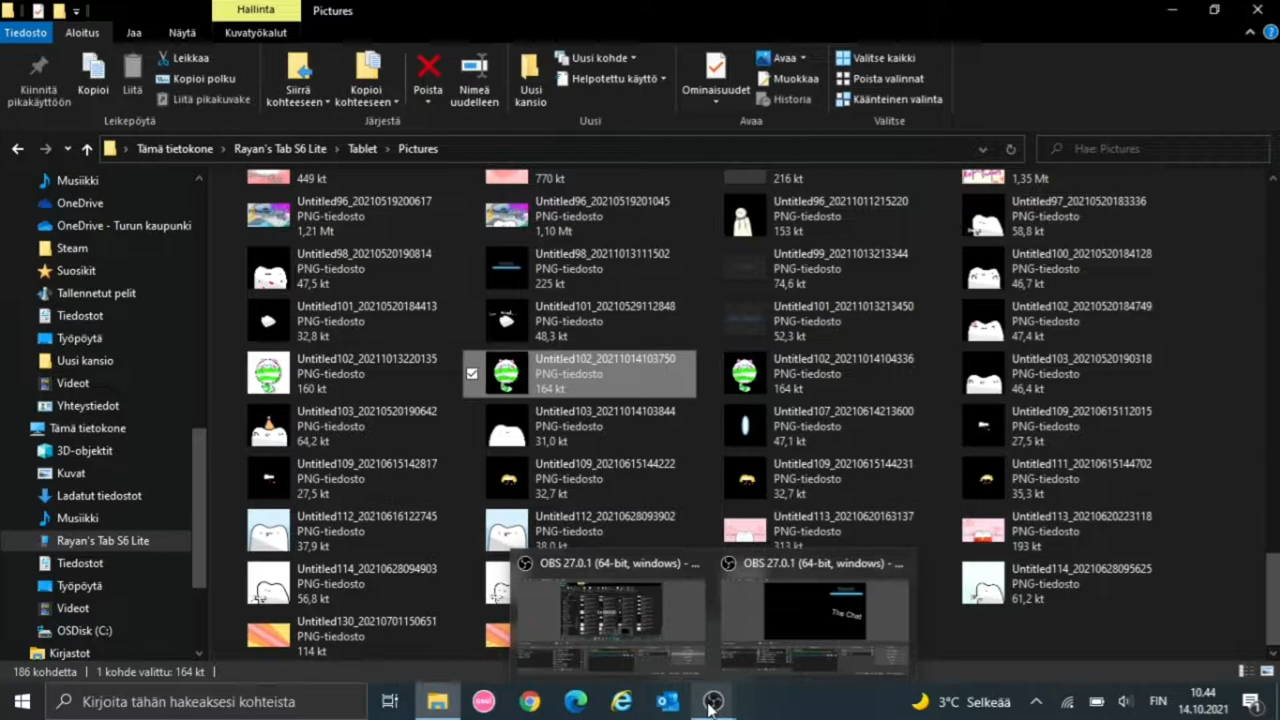 Hallinta
Pictures
Tiedosto
Aloitus
Jaa
Näytä
Kuvatyökalut
Kiinnitä pikakäyttöön
Kopioi
Liitä
Leikkaa
Kopioi polku
Liitä pikakuvake
Siirrä kohteeseen
Kopioi kohteeseen
Poista
Nimeä uudelleen
Uusi kansio
Uusi kohde
Helpotettu käyttö
Ominaisuudet
Avaa
Muokkaa
Historia
Valitse kaikki
Poista valinnat
Käänteinen valinta
Leikepöytä
Järjestä
Uusi
Avaa
Valitse
Tämä tietokone > Rayan's Tab S6 Lite > Tablet > Pictures
Hae: Pictures
Musiikki
OneDrive
OneDrive - Turun kaupunki
Steam
Suosikit
Tallennetut pelit
Tiedostot
Työpöytä
Uusi kansio
Videot
Yhteystiedot
Tämä tietokone
3D-objektit
Kuvat
Ladatut tiedostot
Musiikki
Rayan's Tab S6 Lite
Tiedostot
Työpöytä
Videot
OSDisk (C:)
Kirjastot
449 kt
770 kt
216 kt
1,35 Mt
Untitled96_20210519200617
PNG-tiedosto
1,21 Mt
Untitled96_20210519201045
PNG-tiedosto
1,10 Mt
Untitled96_20211011215220
PNG-tiedosto
153 kt
Untitled97_20210520183336
PNG-tiedosto
58,8 kt
Untitled98_20210520190814
PNG-tiedosto
47,5 kt
Untitled98_20211013111502
PNG-tiedosto
225 kt
Untitled99_20211013213344
PNG-tiedosto
74,6 kt
Untitled100_20210520184128
PNG-tiedosto
46,7 kt
Untitled101_20210520184413
PNG-tiedosto
32,8 kt
Untitled101_20210529112848
PNG-tiedosto
48,3 kt
Untitled101_20211013213450
PNG-tiedosto
52,3 kt
Untitled102_20210520184749
PNG-tiedosto
47,4 kt
Untitled102_20211013220135
PNG-tiedosto
160 kt
Untitled102_20211014103750
PNG-tiedosto
164 kt
Untitled102_20211014104336
PNG-tiedosto
164 kt
Untitled103_20210520190318
PNG-tiedosto
46,4 kt
Untitled103_20210520190642
PNG-tiedosto
64,2 kt
Untitled103_20211014103844
PNG-tiedosto
31,0 kt
Untitled107_20210614213600
PNG-tiedosto
47,1 kt
Untitled109_20210615112015
PNG-tiedosto
27,5 kt
Untitled109_20210615142817
PNG-tiedosto
27,5 kt
Untitled109_20210615144222
PNG-tiedosto
32,7 kt
Untitled109_20210615144231
PNG-tiedosto
32,7 kt
Untitled111_20210615144702
PNG-tiedosto
35,3 kt
Untitled112_20210616122745
PNG-tiedosto
37,9 kt
Untitled112_20210628093902
PNG-tiedosto
38,0 kt
Untitled113_20210620163137
PNG-tiedosto
313 kt
Untitled113_20210620223118
PNG-tiedosto
193 kt
Untitled114_20210628094903
PNG-tiedosto
56,8 kt
Untitled114_20210628095625
PNG-tiedosto
61,2 kt
Untitled130_20210701150651
PNG-tiedosto
114 kt
OBS 27.0.1 (64-bit, windows) - ...
OBS 27.0.1 (64-bit, windows) - ...
The Chat
186 kohdetta
1 kohde valittu: 164 kt
Kirjoita tähän hakeaksesi kohteista
3°C Selkeää
FIN
10.44
14.10.2021